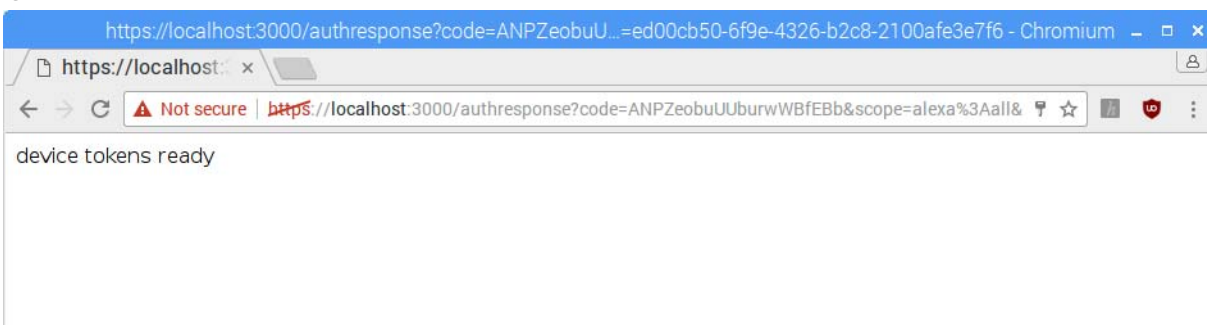 https://localhost:3000/authresponse?code=ANPZeobuU...=ed00cb50-6f9e-4326-b2c8-2100afe3e7f6 - Chromium
https://localhost:
Not secure | https://localhost:3000/authresponse?code=ANPZeobuUUburwWBfEBb&scope=alexa%3Aall&
device tokens ready